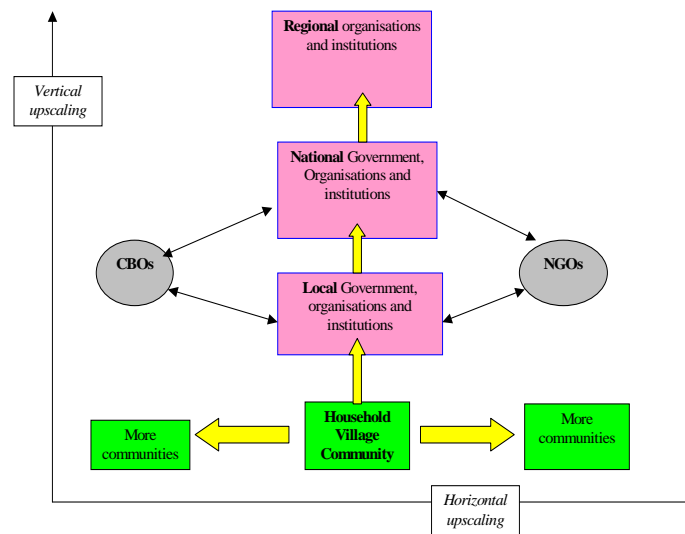 Regional organisations
and institutions
Vertical
upscaling
National Government,
Organisations and
institutions
CBOs
NGOs
Local Government,
organisations and
institutions
Household
Village
Community
More
communities
More
communities
Horizontal
upscaling